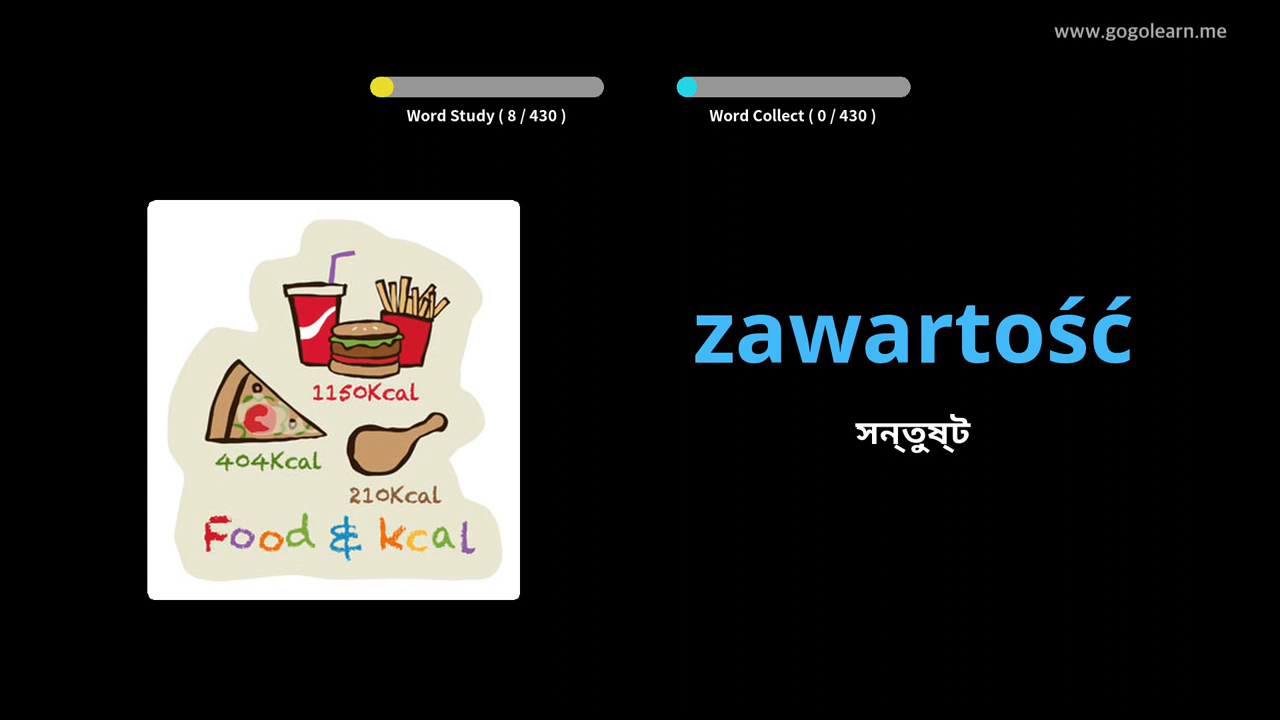 www.gogolearn.me
Word Study ( 8 / 430 )
Word Collect ( 0 / 430 )
1150Kcal
404Kcal
210Kcal
Food & kcal
zawartość
সন্তুষ্ট